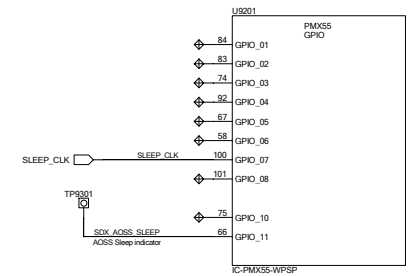 U9201
PMX55
GPIO
84 GPIO_01
83 GPIO_02
74 GPIO_03
92 GPIO_04
67 GPIO_05
58 GPIO_06
SLEEP_CLK SLEEP_CLK 100 GPIO_07
101 GPIO_08
TP9301
75 GPIO_10
SDX_AOSS_SLEEP 66 GPIO_11
AOSS Sleep indicator
IC-PMX55-WPSP